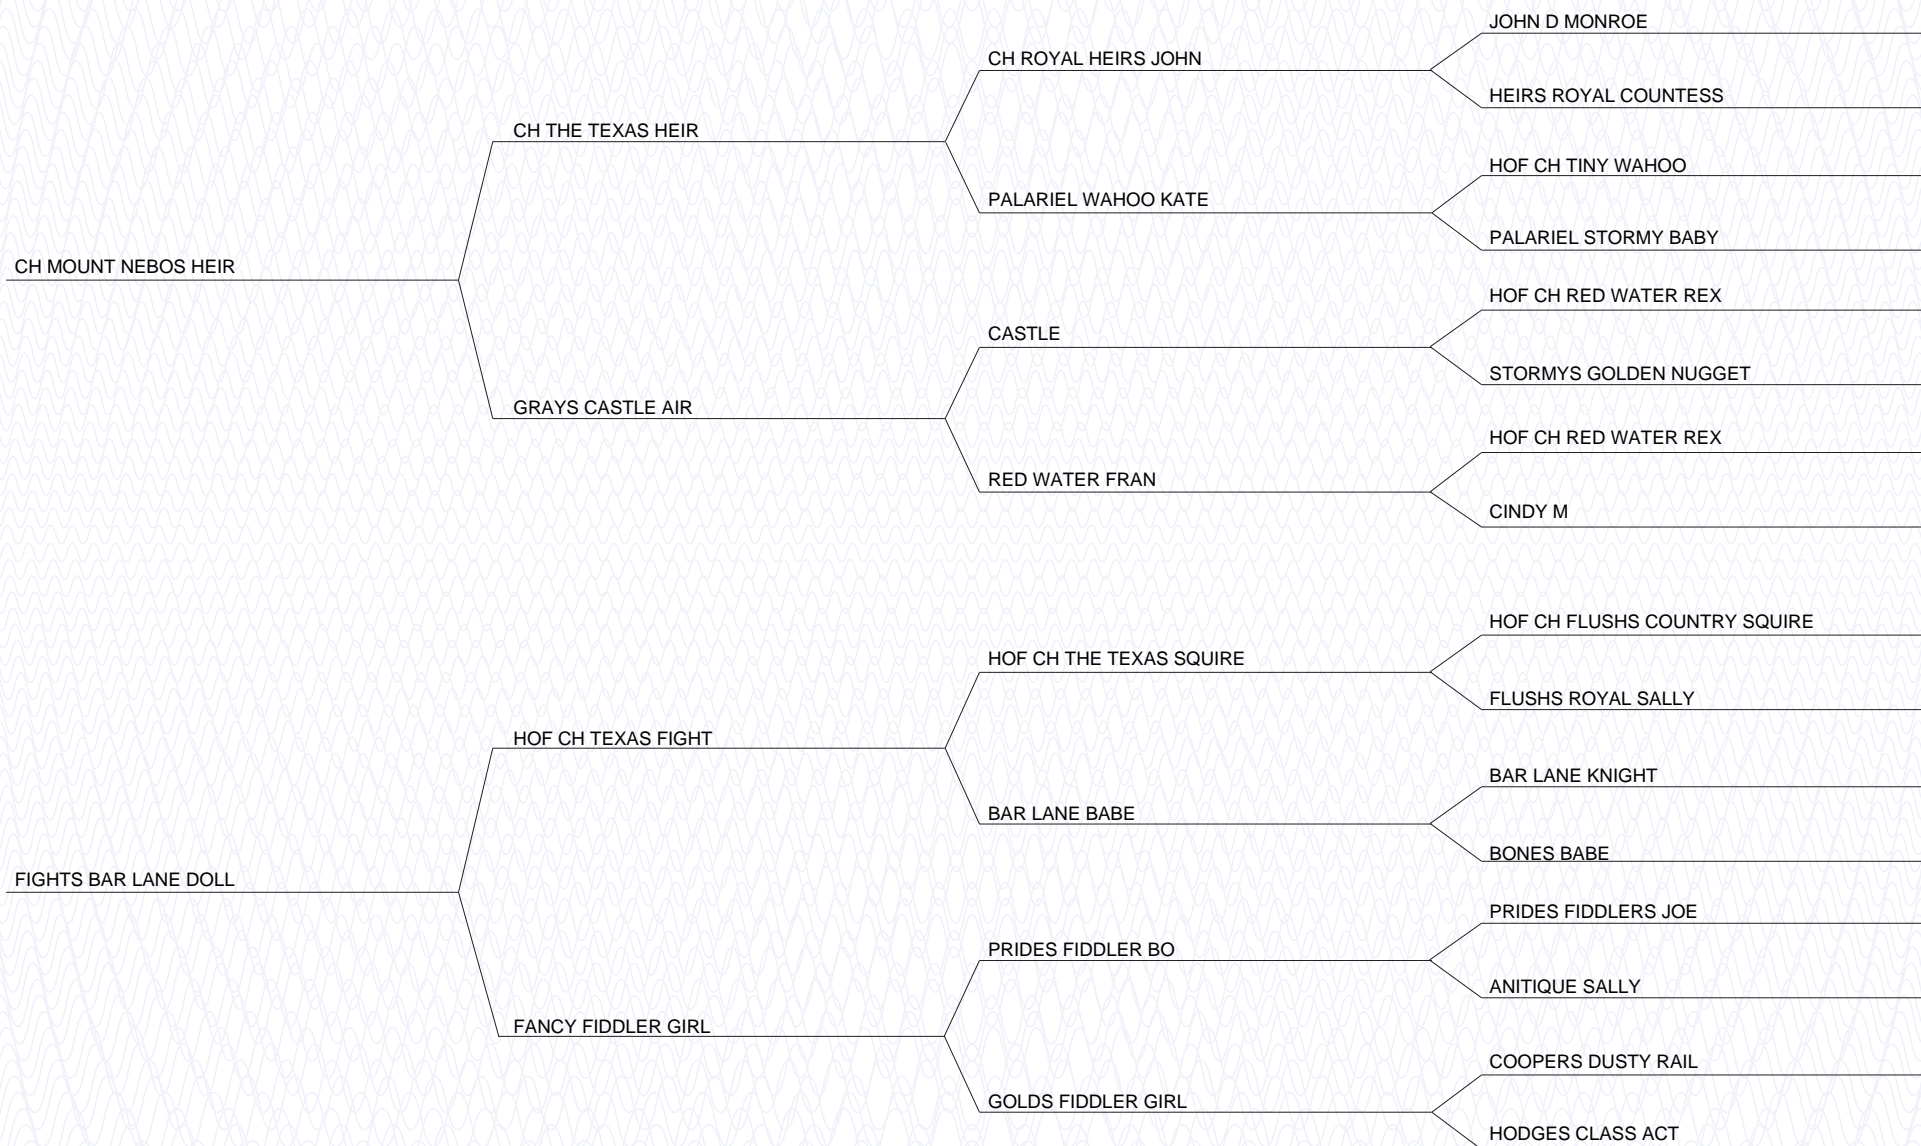 JOHN D MONROE
CH ROYAL HEIRS JOHN
HEIRS ROYAL COUNTESS
CH THE TEXAS HEIR
HOF CH TINY WAHOO
PALARIEL WAHOO KATE
PALARIEL STORMY BABY
CH MOUNT NEBOS HEIR
HOF CH RED WATER REX
CASTLE
STORMYS GOLDEN NUGGET
GRAYS CASTLE AIR
HOF CH RED WATER REX
RED WATER FRAN
CINDY M
HOF CH FLUSHS COUNTRY SQUIRE
HOF CH THE TEXAS SQUIRE
FLUSHS ROYAL SALLY
HOF CH TEXAS FIGHT
BAR LANE KNIGHT
BAR LANE BABE
BONES BABE
FIGHTS BAR LANE DOLL
PRIDES FIDDLERS JOE
PRIDES FIDDLER BO
ANITIQUE SALLY
FANCY FIDDLER GIRL
COOPERS DUSTY RAIL
GOLDS FIDDLER GIRL
HODGES CLASS ACT